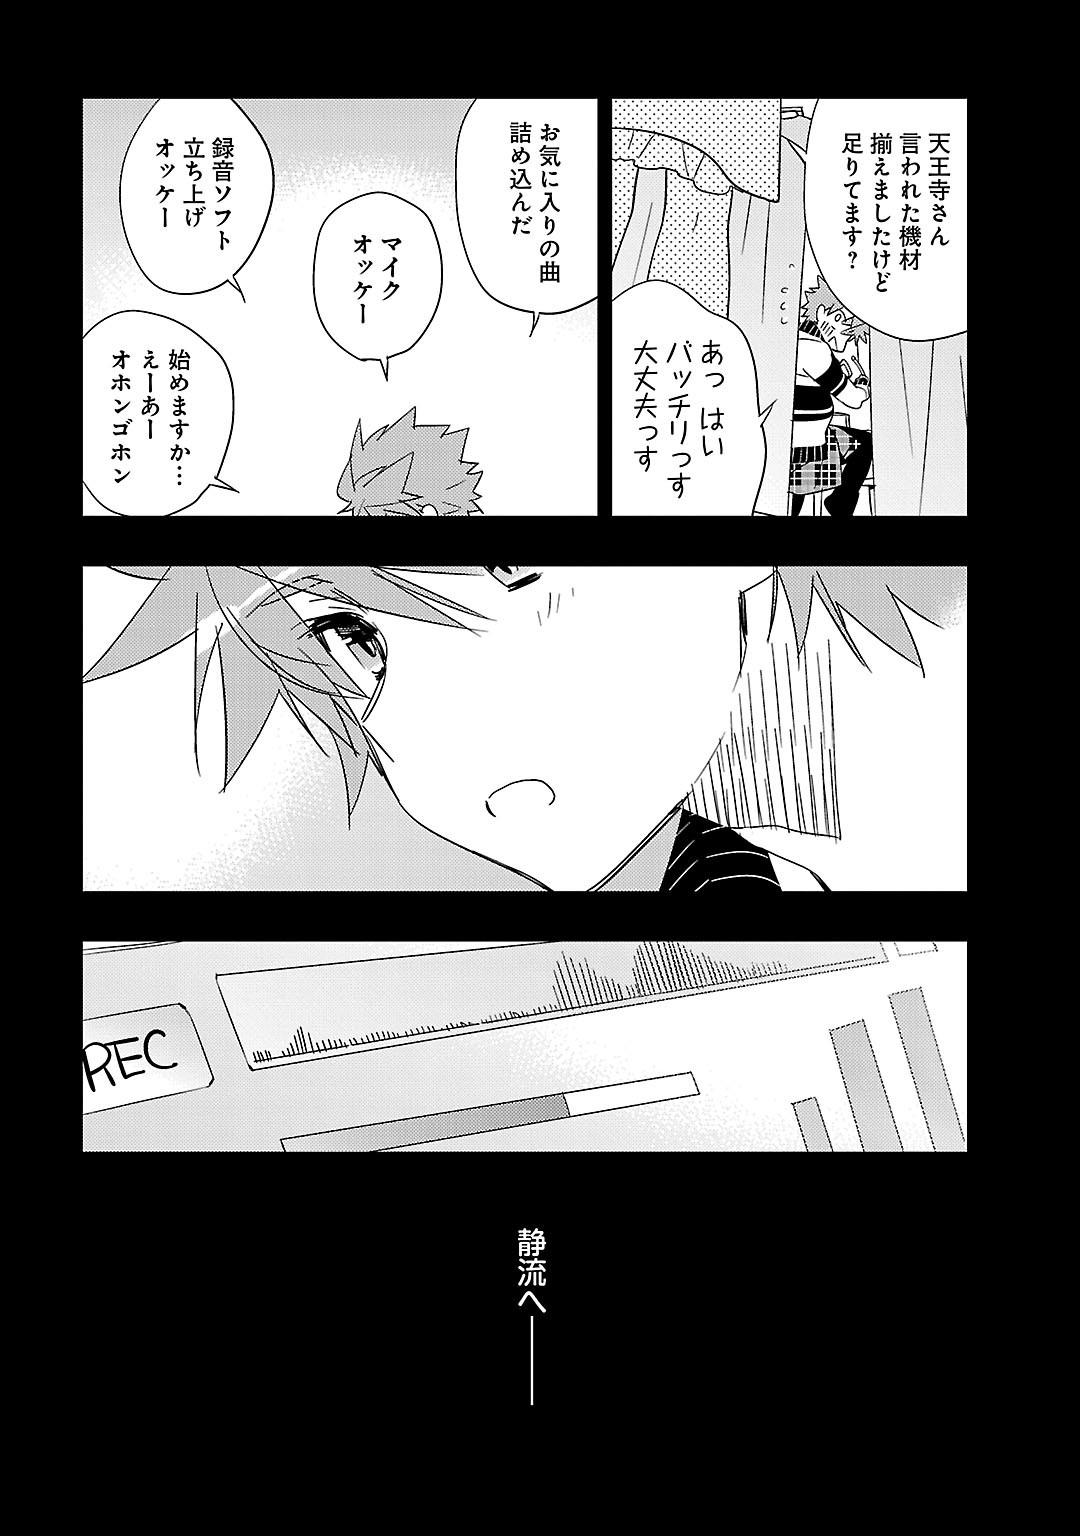 天王寺さん
言われた機材
揃えましたけど
足りてます？
あっ はい
バッチリっす
大丈夫っす
お気に入りの曲
詰め込んだ
マイク
オッケー
録音ソフト
立ち上げ
オッケー
始めますか…
えーあー
オホンゴホン
REC
静流へ――